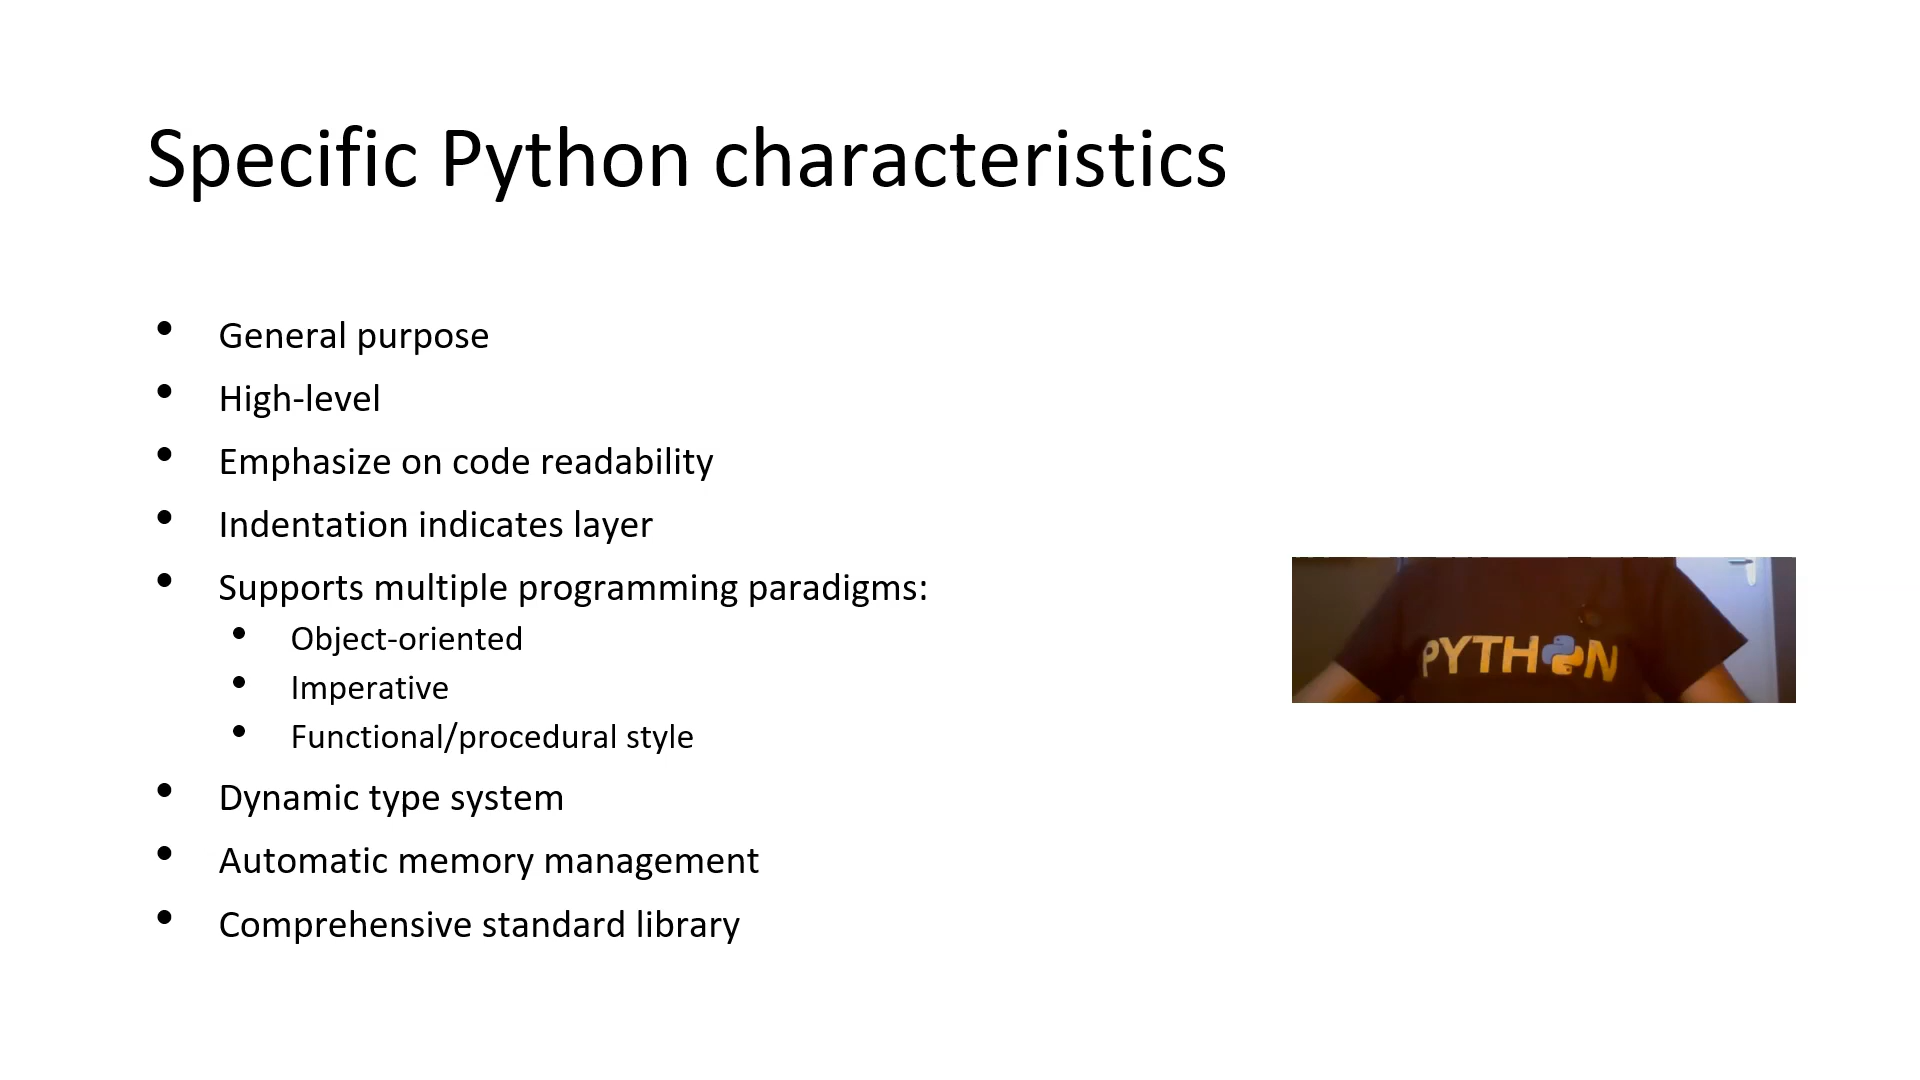 Specific Python characteristics
General purpose
High-level
Emphasize on code readability
Indentation indicates layer
Supports multiple programming paradigms:
Object-oriented
Imperative
Functional/procedural style
Dynamic type system
Automatic memory management
Comprehensive standard library
PYTHON